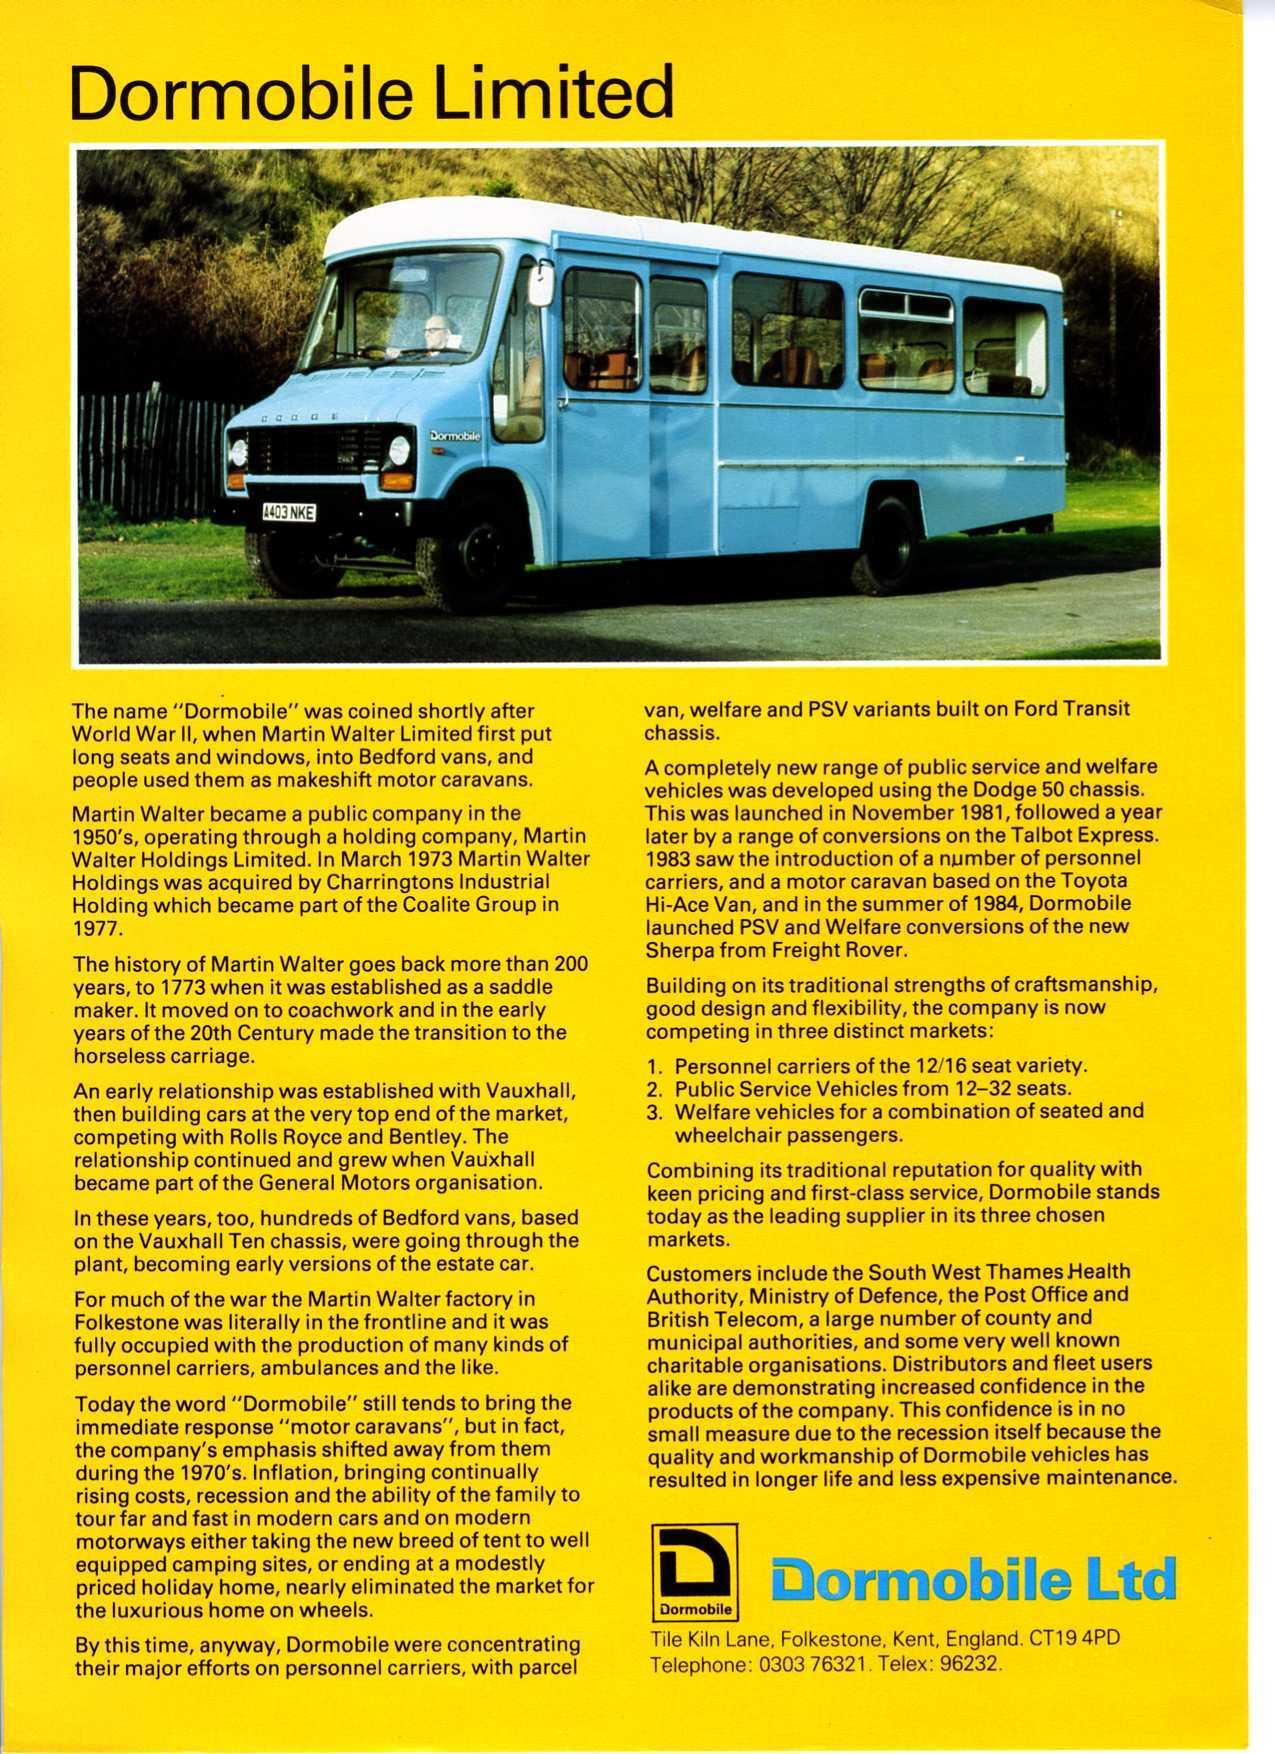 Dormobile Limited
DODGE
Dormobile
A403 NKE
The name "Dormobile" was coined shortly after
World War II, when Martin Walter Limited first put
long seats and windows, into Bedford vans, and
people used them as makeshift motor caravans.
Martin Walter became a public company in the
1950's, operating through a holding company, Martin
Walter Holdings Limited. In March 1973 Martin Walter
Holdings was acquired by Charringtons Industrial
Holding which became part of the Coalite Group in
1977.
The history of Martin Walter goes back more than 200
years, to 1773 when it was established as a saddle
maker. It moved on to coachwork and in the early
years of the 20th Century made the transition to the
horseless carriage.
An early relationship was established with Vauxhall,
then building cars at the very top end of the market,
competing with Rolls Royce and Bentley. The
relationship continued and grew when Vauxhall
became part of the General Motors organisation.
In these years, too, hundreds of Bedford vans, based
on the Vauxhall Ten chassis, were going through the
plant, becoming early versions of the estate car.
For much of the war the Martin Walter factory in
Folkestone was literally in the frontline and it was
fully occupied with the production of many kinds of
personnel carriers, ambulances and the like.
Today the word "Dormobile" still tends to bring the
immediate response "motor caravans", but in fact,
the company's emphasis shifted away from them
during the 1970's. Inflation, bringing continually
rising costs, recession and the ability of the family to
tour far and fast in modern cars and on modern
motorways either taking the new breed of tent to well
equipped camping sites, or ending at a modestly
priced holiday home, nearly eliminated the market for
the luxurious home on wheels.
By this time, anyway, Dormobile were concentrating
their major efforts on personnel carriers, with parcel
van, welfare and PSV variants built on Ford Transit
chassis.
A completely new range of public service and welfare
vehicles was developed using the Dodge 50 chassis.
This was launched in November 1981, followed a year
later by a range of conversions on the Talbot Express.
1983 saw the introduction of a number of personnel
carriers, and a motor caravan based on the Toyota
Hi-Ace Van, and in the summer of 1984, Dormobile
launched PSV and Welfare conversions of the new
Sherpa from Freight Rover.
Building on its traditional strengths of craftsmanship,
good design and flexibility, the company is now
competing in three distinct markets:
1. Personnel carriers of the 12/16 seat variety.
2. Public Service Vehicles from 12–32 seats.
3. Welfare vehicles for a combination of seated and
wheelchair passengers.
Combining its traditional reputation for quality with
keen pricing and first-class service, Dormobile stands
today as the leading supplier in its three chosen
markets.
Customers include the South West Thames Health
Authority, Ministry of Defence, the Post Office and
British Telecom, a large number of county and
municipal authorities, and some very well known
charitable organisations. Distributors and fleet users
alike are demonstrating increased confidence in the
products of the company. This confidence is in no
small measure due to the recession itself because the
quality and workmanship of Dormobile vehicles has
resulted in longer life and less expensive maintenance.
D
Dormobile
Dormobile Ltd
Tile Kiln Lane, Folkestone, Kent, England. CT19 4PD
Telephone: 0303 76321. Telex: 96232.